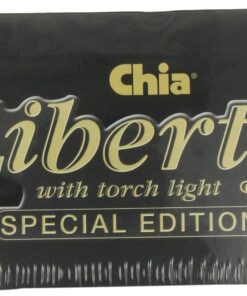 Chia®
Libert
with torch light
SPECIAL EDITION